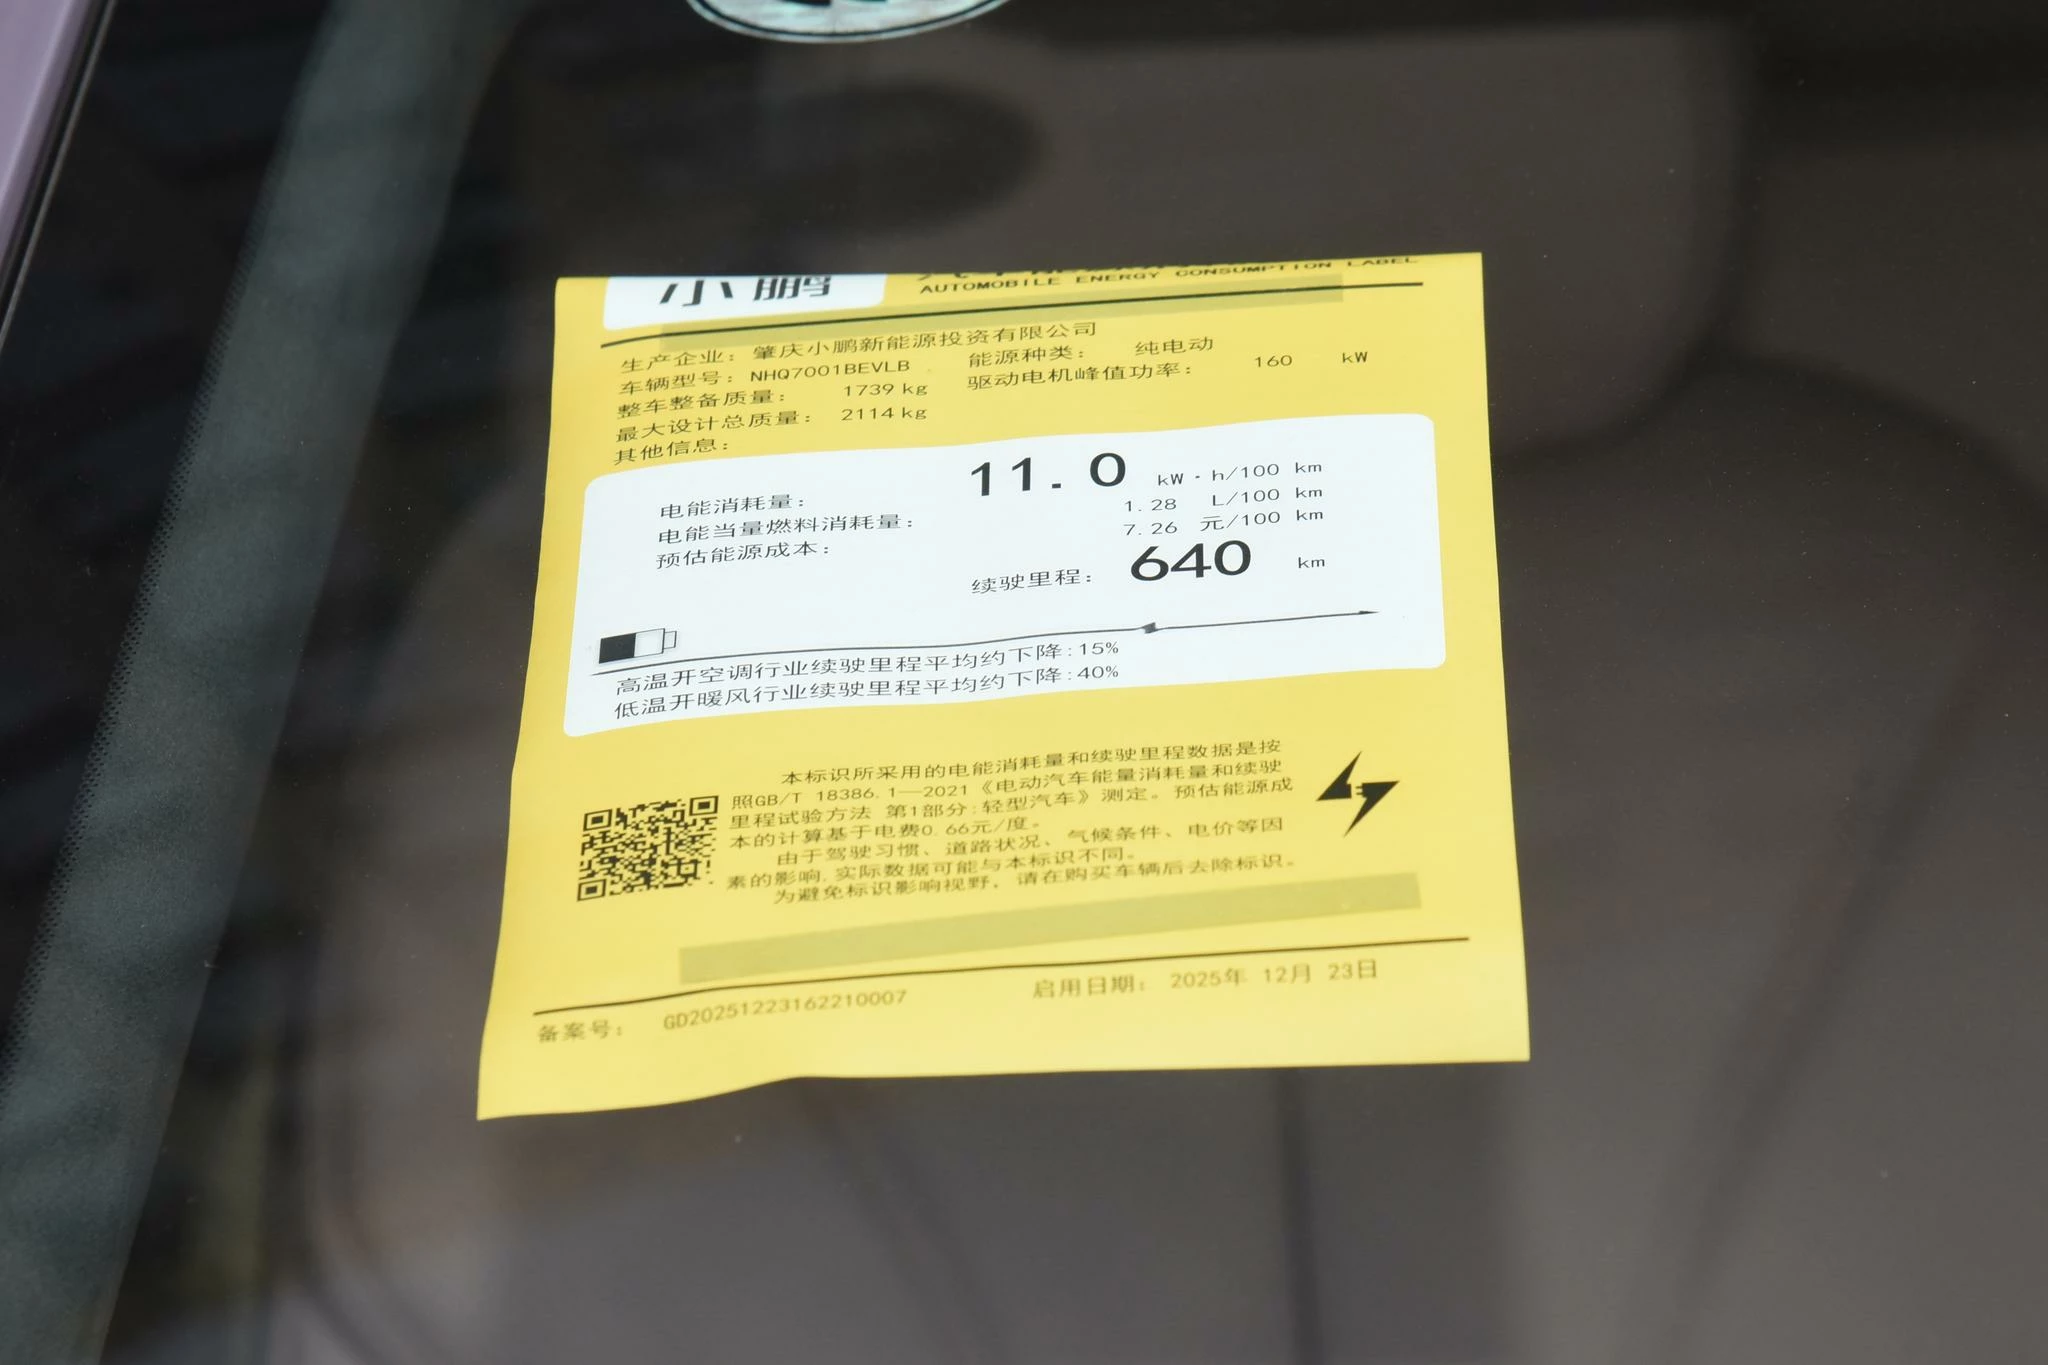 小鹏
AUTOMOBILE ENERGY CONSUMPTION LABEL
生产企业: 肇庆小鹏新能源投资有限公司
车辆型号: NHQ7001BEVLB 能源种类: 纯电动
整车整备质量: 1739 kg 驱动电机峰值功率: 160 kW
最大设计总质量: 2114 kg
其他信息:
电能消耗量: 11.0 kW·h/100 km
电能当量燃料消耗量: 1.28 L/100 km
预估能源成本: 7.26 元/100 km
续驶里程: 640 km
高温开空调行业续驶里程平均约下降:15%
低温开暖风行业续驶里程平均约下降:40%
本标识所采用的电能消耗量和续驶里程数据是按
照GB/T 18386.1—2021《电动汽车能量消耗量和续驶
里程试验方法 第1部分:轻型汽车》测定。预估能源成
本的计算基于电费0.66元/度。
由于驾驶习惯、道路状况、气候条件、电价等因
素的影响,实际数据可能与本标识不同。
为避免标识影响视野,请在购买车辆后去除标识。
备案号: GD20251223162210007 启用日期: 2025年 12月 23日